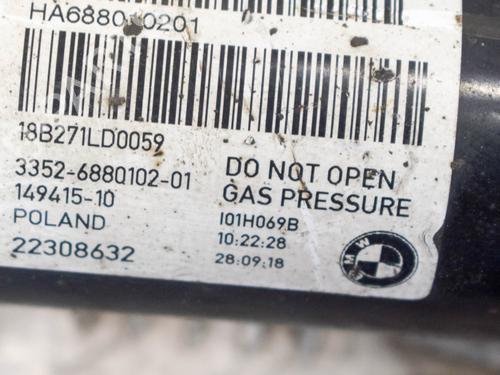 18B271LD0059
3352-6880102-01
149415-10
POLAND
22308632
DO NOT OPEN
GAS PRESSURE
I01H069B
10:22:28
28:09:18
BMW